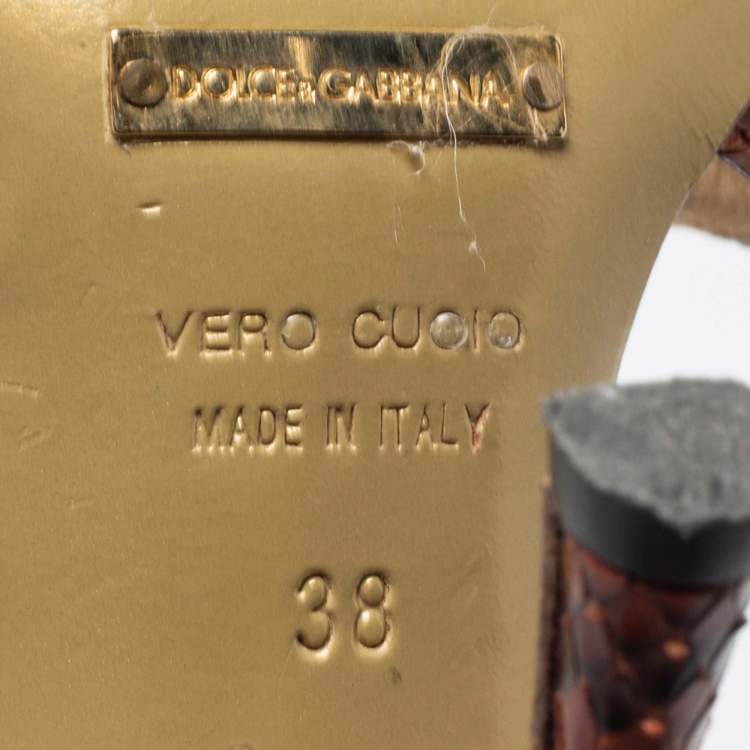 DOLCE&GABBANA
VERO CUOIO
MADE IN ITALY
38